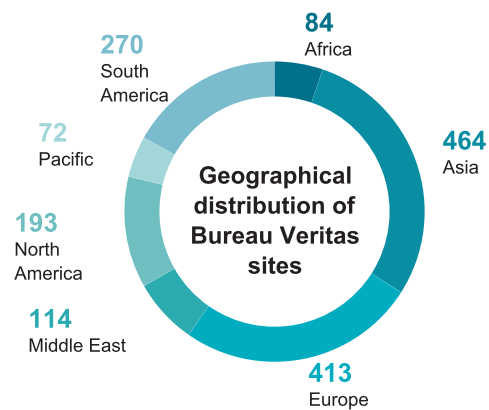 84
Africa
270
South
America
464
Asia
72
Pacific
Geographical
distribution of
Bureau Veritas
sites
193
North
America
114
Middle East
413
Europe